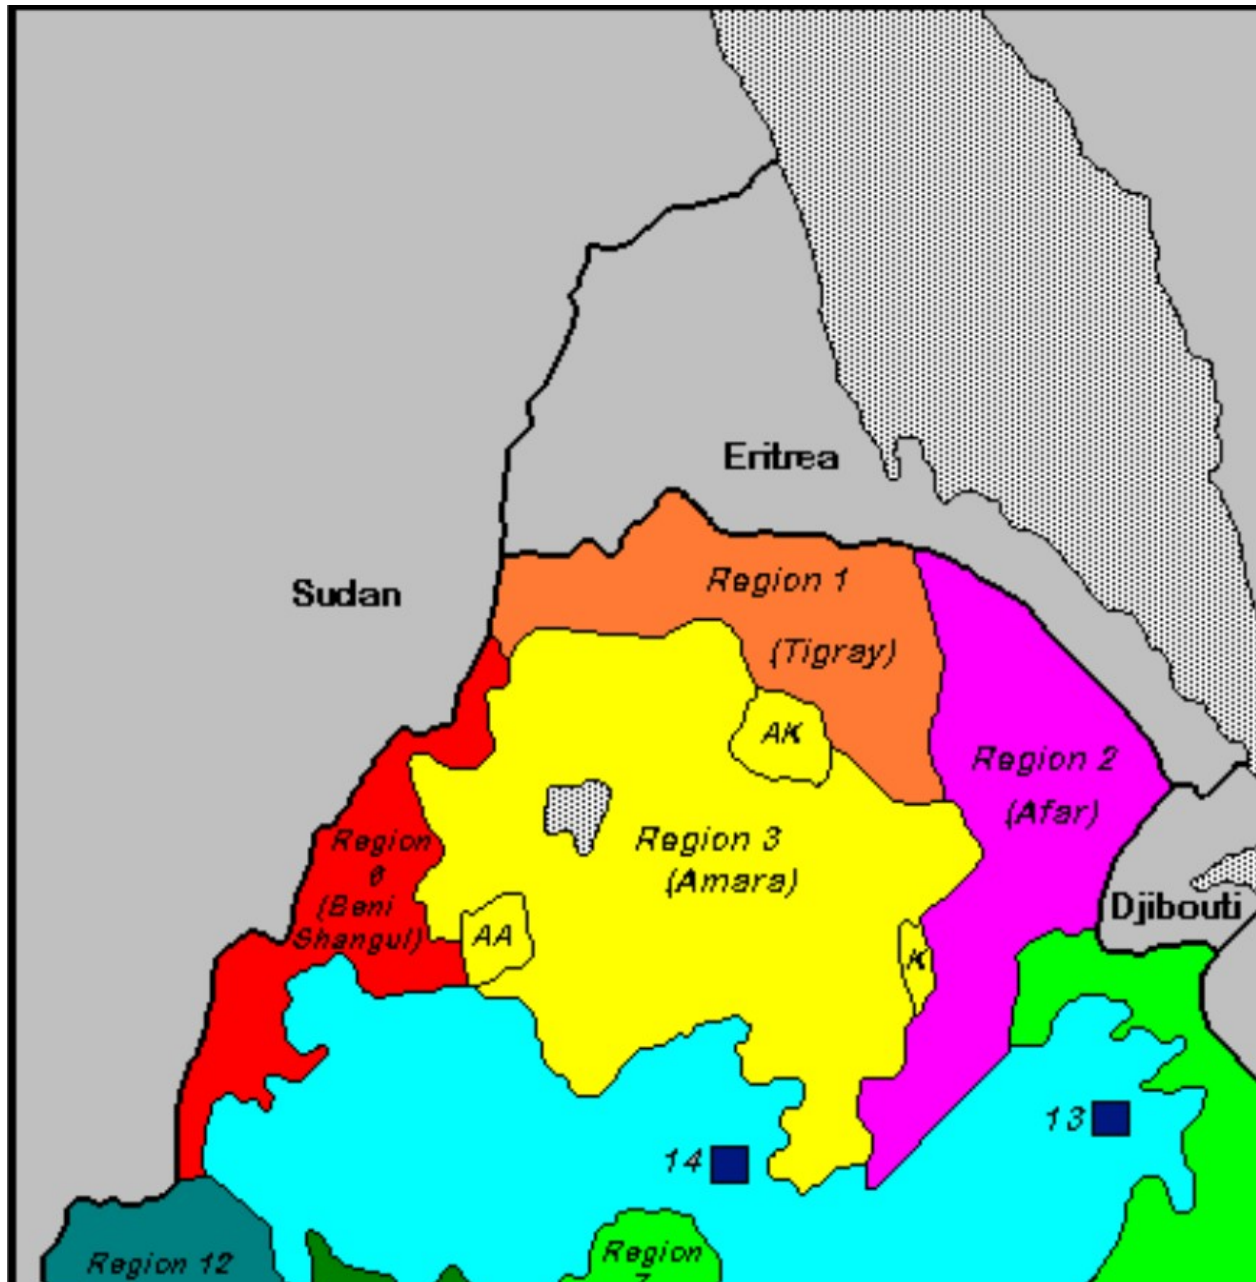 Eritrea
Sudan
Region 1
(Tigray)
AK
Region 2
(Afar)
Region 3
(Amara)
Region
6
(Beni
Shangul)
AA
K
Djibouti
13
14
Region 12
Region
7